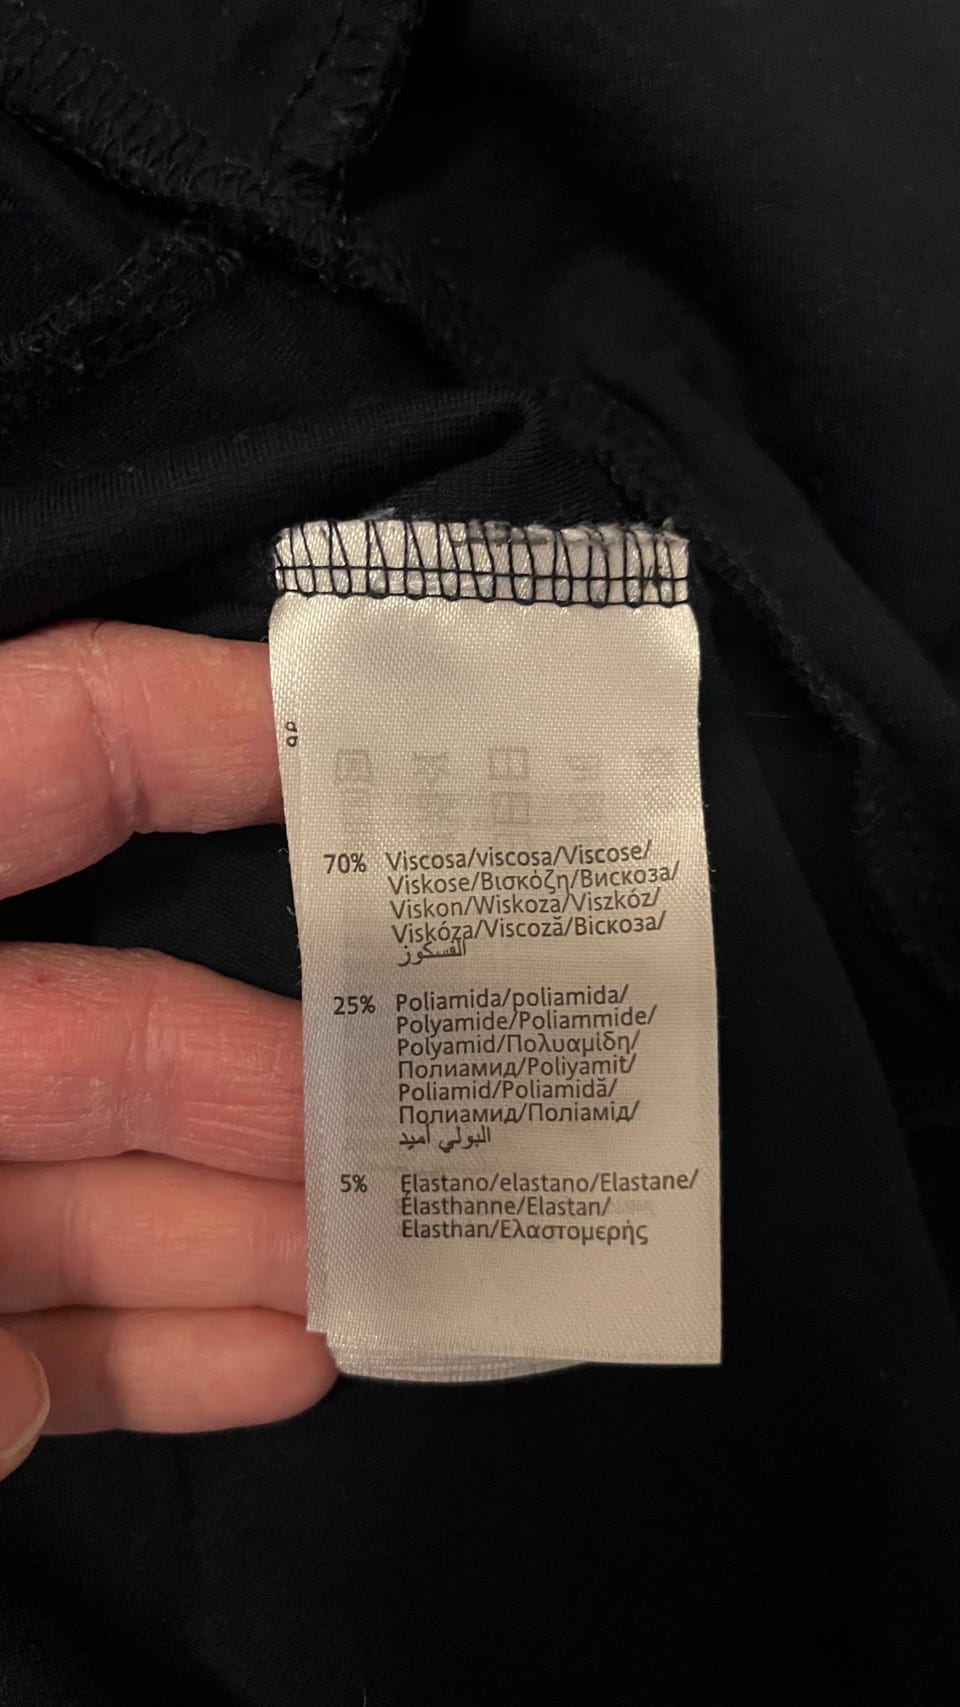 70% Viscosa/viscosa/Viscose/
Viskose/Βισκόζη/Вискоза/
Viskon/Wiskoza/Viszkóz/
Viskóza/Viscoză/Віскоза/
الفسكوز
25% Poliamida/poliamida/
Polyamide/Poliammide/
Polyamid/Πολυαμίδη/
Полиамид/Poliyamit/
Poliamid/Poliamidă/
Полиамид/Поліамід/
البولي أميد
5% Elastano/elastano/Elastane/
Élasthanne/Elastan/
Elasthan/Ελαστομερής